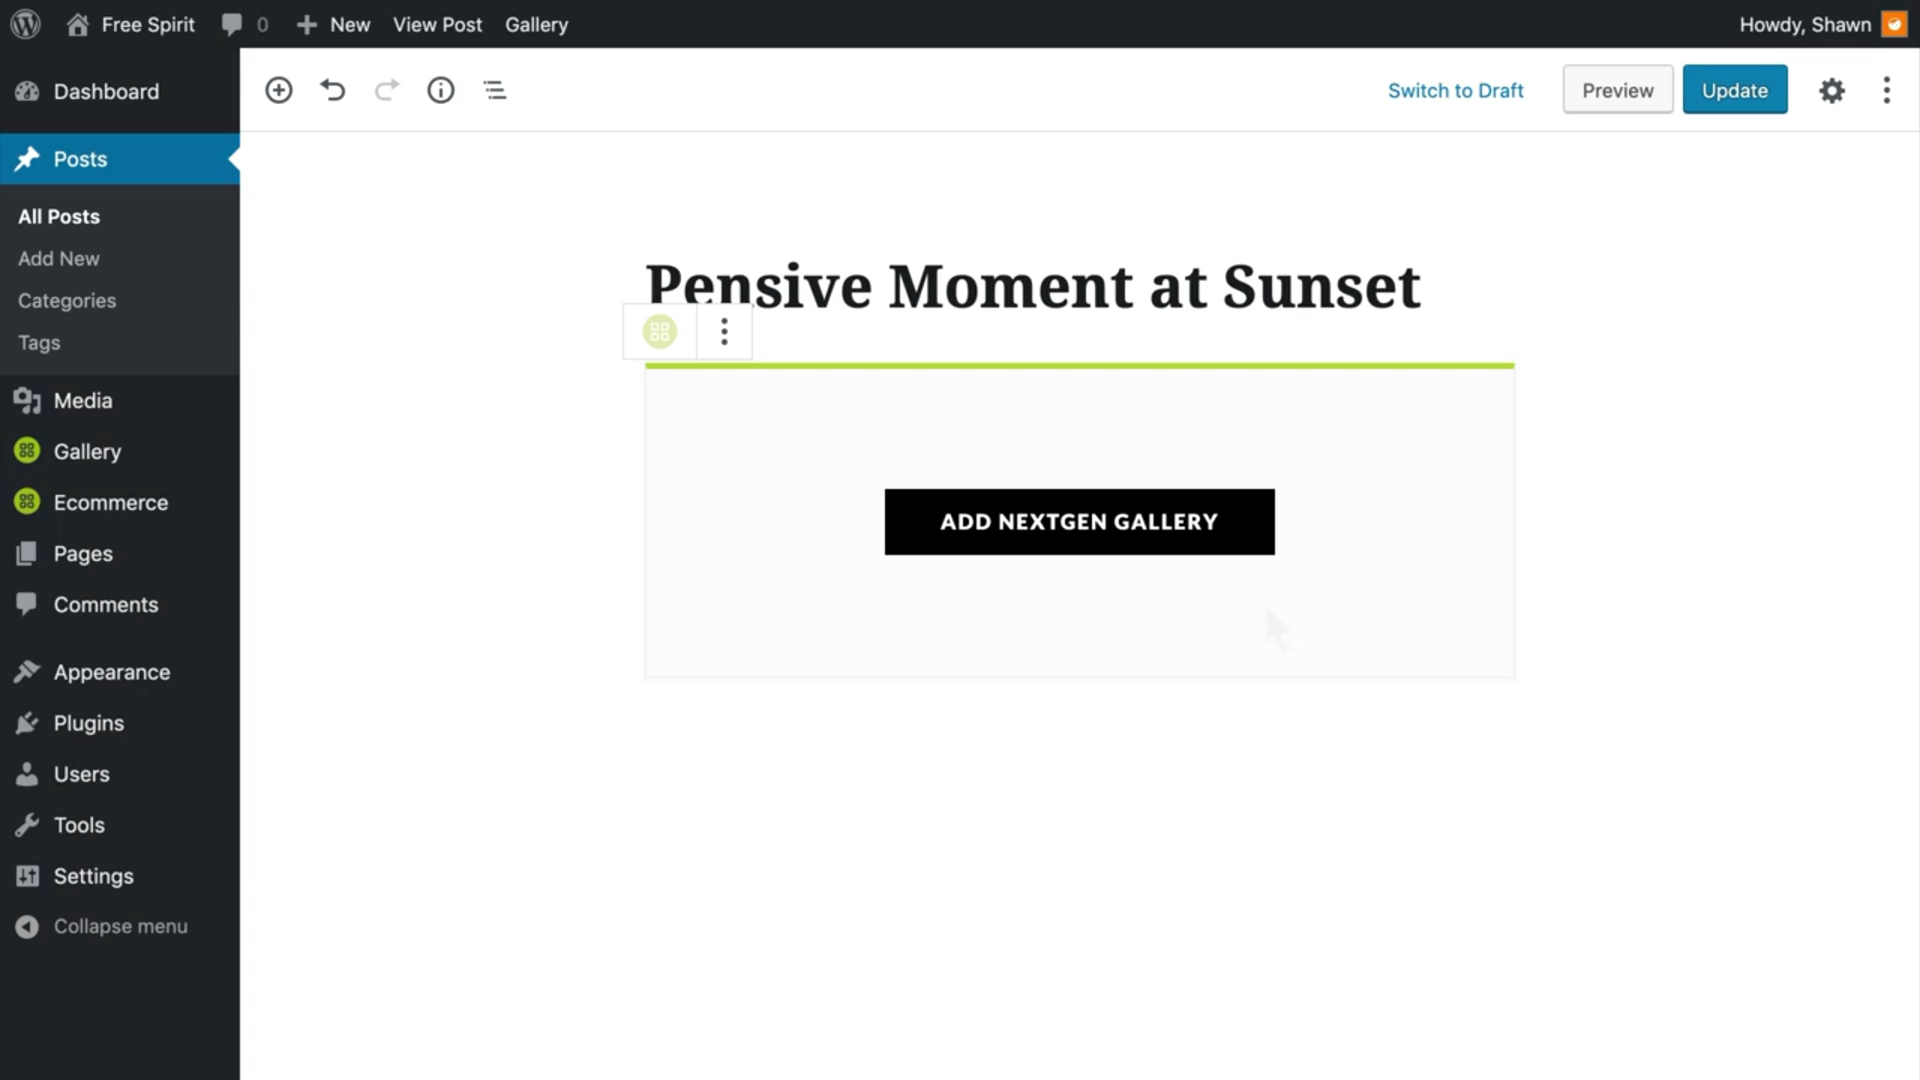 Free Spirit 0 New View Post Gallery Howdy, Shawn
Dashboard
Switch to Draft Preview Update
Posts
All Posts
Add New
Categories
Tags
Media
Gallery
Ecommerce
Pages
Comments
Appearance
Plugins
Users
Tools
Settings
Collapse menu
Pensive Moment at Sunset
ADD NEXTGEN GALLERY